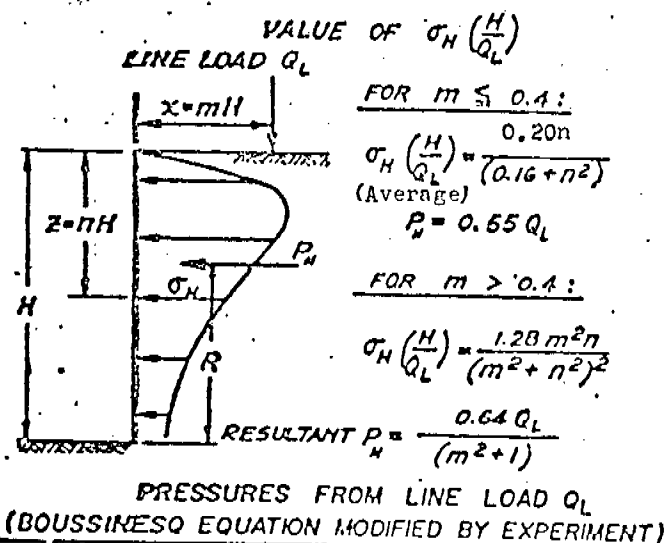 VALUE OF σH (H/QL)
LINE LOAD QL
x=mH
FOR m ≦ 0.4:
σH (H/QL) = 0.20n/(0.16+n²)
(Average)
PH = 0.55 QL
Z=nH
PH
σH
H
R
FOR m > 0.4:
σH (H/QL) = 1.28 m²n/(m²+n²)²
RESULTANT PH = 0.64 QL/(m²+1)
PRESSURES FROM LINE LOAD QL
(BOUSSINESQ EQUATION MODIFIED BY EXPERIMENT)